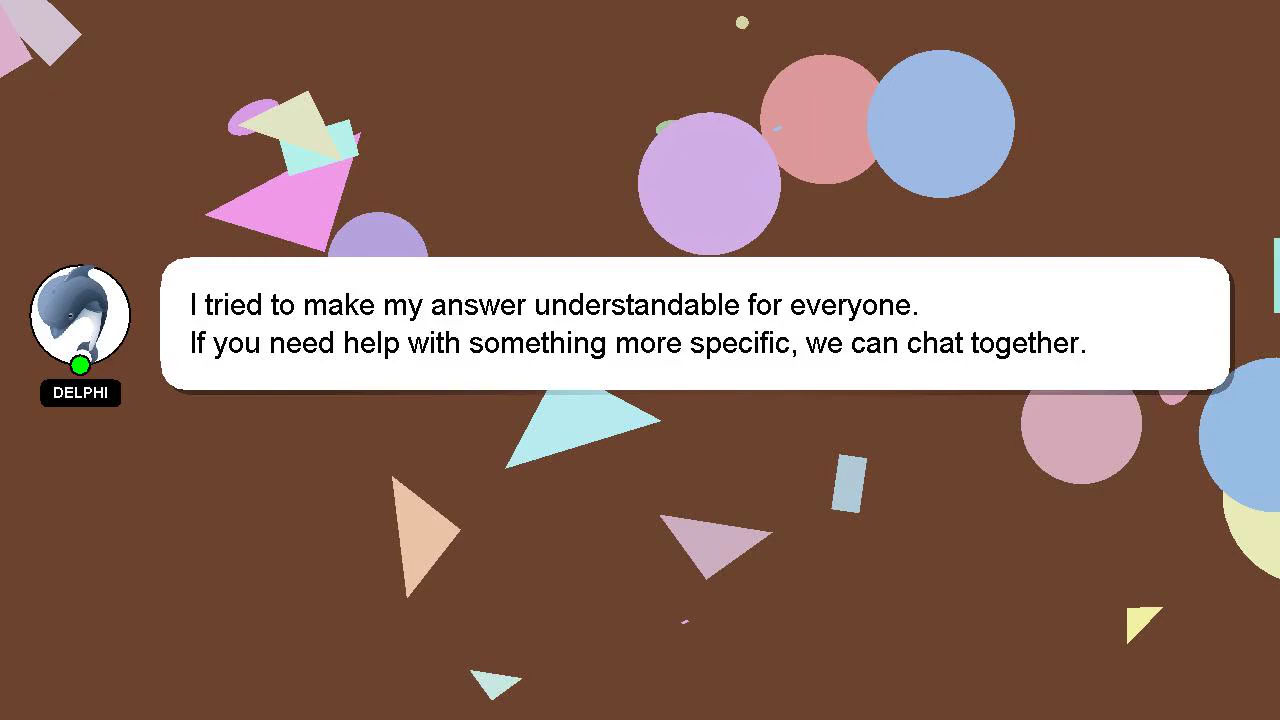 I tried to make my answer understandable for everyone.
If you need help with something more specific, we can chat together.
DELPHI